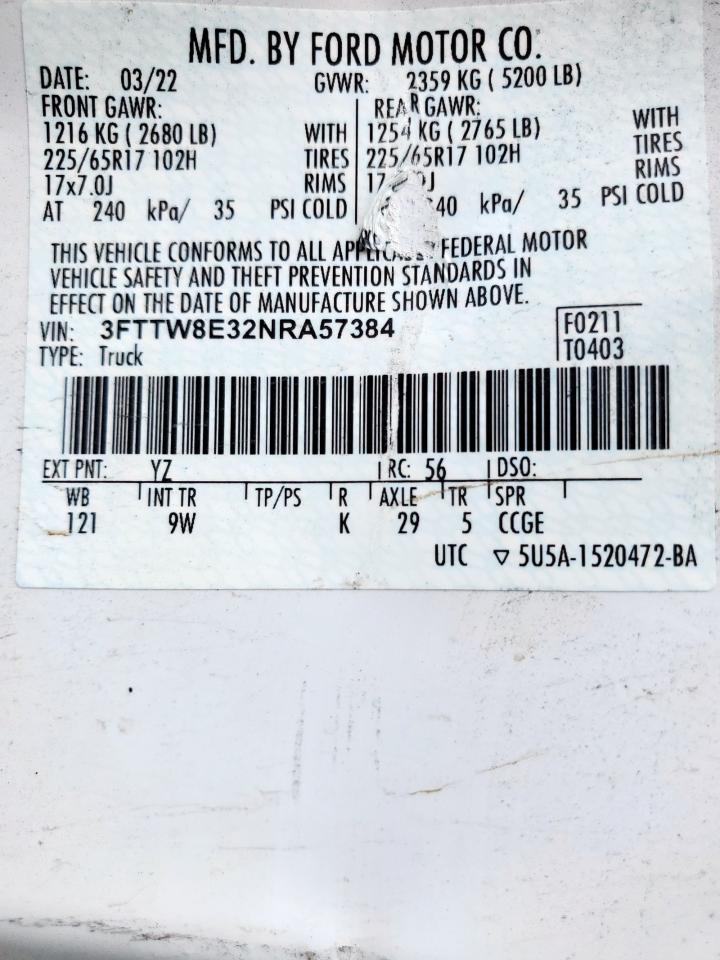 MFD. BY FORD MOTOR CO.
DATE: 03/22 GVWR: 2359 KG ( 5200 LB)
FRONT GAWR: REAR GAWR:
1216 KG ( 2680 LB) WITH 1254 KG ( 2765 LB) WITH
225/65R17 102H TIRES 225/65R17 102H TIRES
17x7.0J RIMS RIMS
AT 240 kPa/ 35 PSI COLD kPa/ 35 PSI COLD
THIS VEHICLE CONFORMS TO ALL FEDERAL MOTOR
VEHICLE SAFETY AND THEFT PREVENTION STANDARDS IN
EFFECT ON THE DATE OF MANUFACTURE SHOWN ABOVE.
VIN: 3FTTW8E32NRA57384 F0211
TYPE: Truck T0403
EXT PNT: YZ RC: 56 DSO:
WB INT TR TP/PS R AXLE TR SPR
121 9W K 29 5 CCGE
UTC ▽ 5U5A-1520472-BA